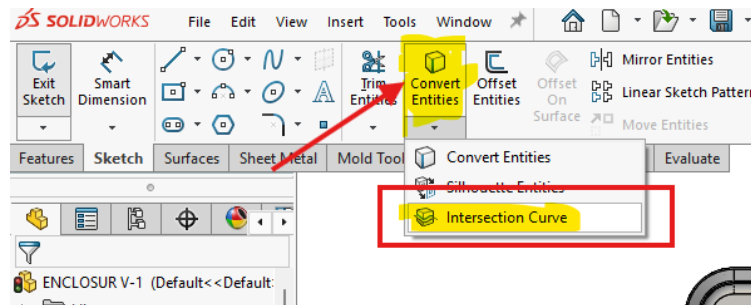 SOLIDWORKS File Edit View Insert Tools Window
Exit Sketch
Smart Dimension
Trim Entities
Convert Entities
Offset Entities
Offset On Surface
Mirror Entities
Linear Sketch Patter
Move Entities
Features Sketch Surfaces Sheet Metal Mold Tool Evaluate
Convert Entities
Silhouette Entities
Intersection Curve
ENCLOSUR V-1 (Default<<Default